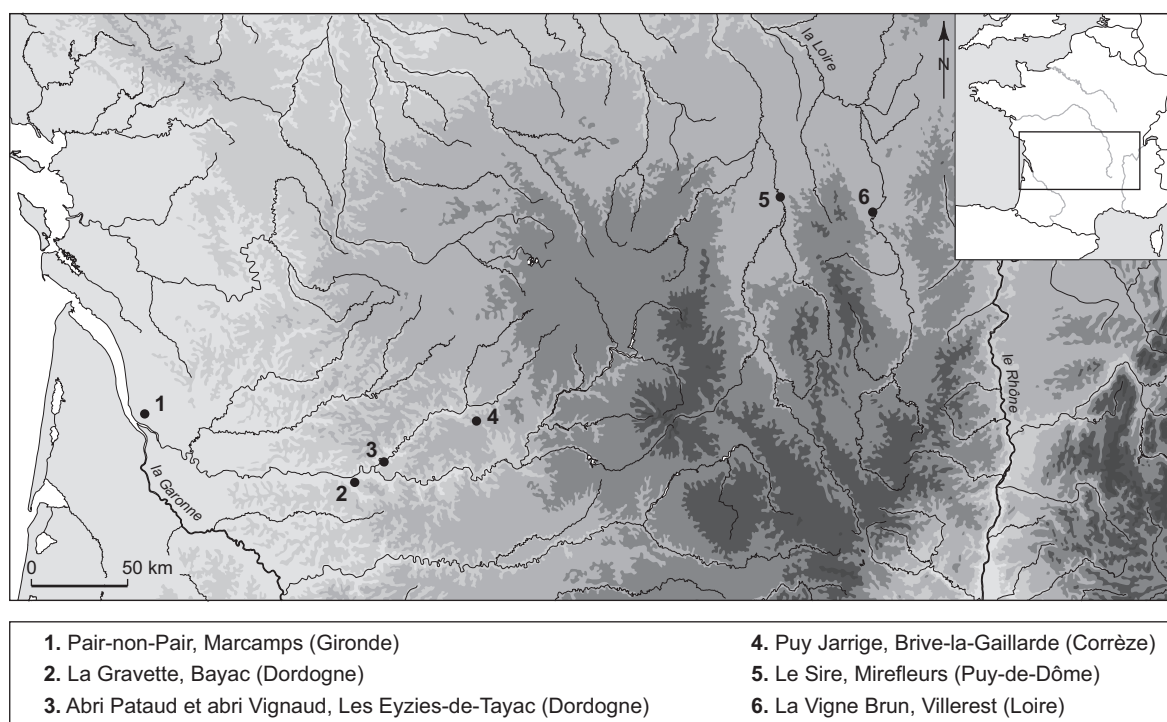 la Loire
N
5
6
le Rhône
1
4
3
2
la Garonne
0 50 km
1. Pair-non-Pair, Marcamps (Gironde)
2. La Gravette, Bayac (Dordogne)
3. Abri Pataud et abri Vignaud, Les Eyzies-de-Tayac (Dordogne)
4. Puy Jarrige, Brive-la-Gaillarde (Corrèze)
5. Le Sire, Mirefleurs (Puy-de-Dôme)
6. La Vigne Brun, Villerest (Loire)